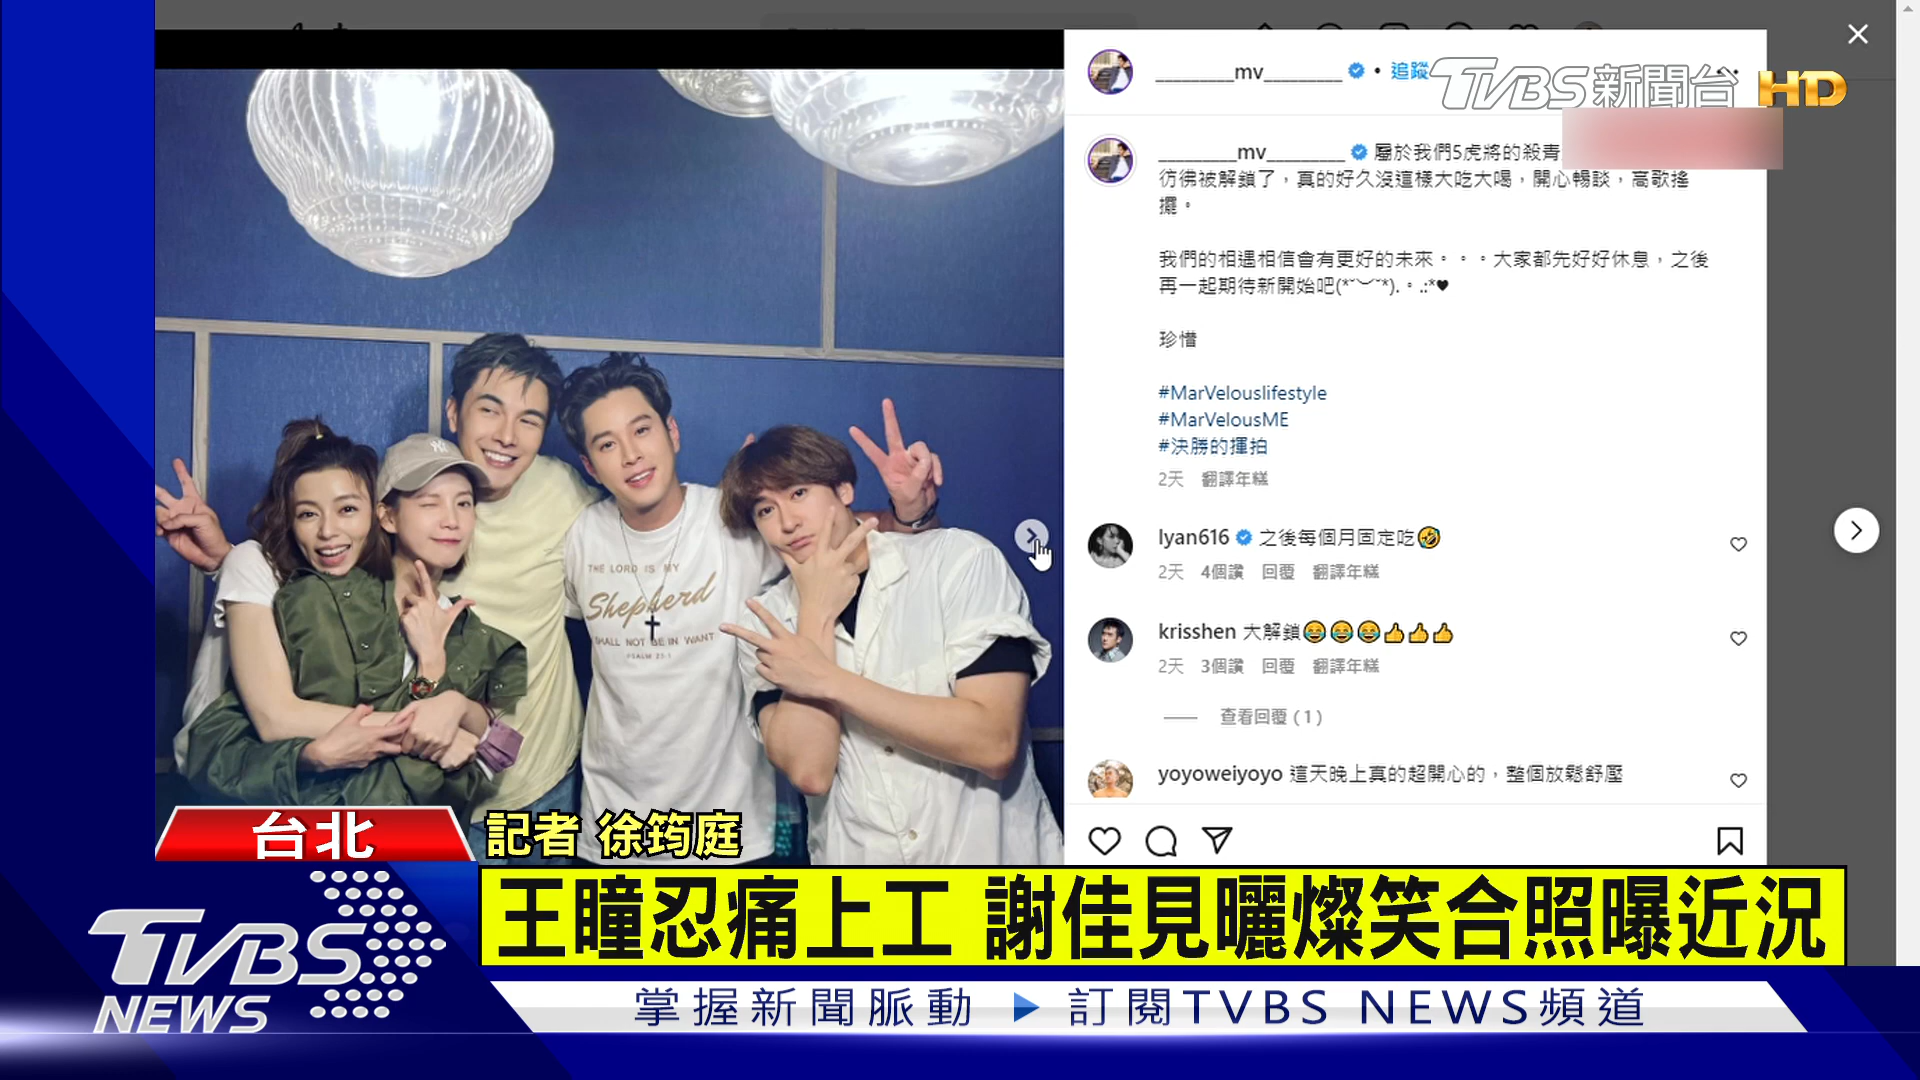 _________mv_________ • 追蹤
TVBS新聞台 HD
_________mv_________ 屬於我們5虎將的殺青
彷彿被解鎖了，真的好久沒這樣大吃大喝，開心暢談，高歌搖
擺。
我們的相遇相信會有更好的未來。。。大家都先好好休息，之後
再一起期待新開始吧(*˘︶˘*).｡.:*♥
珍惜
#MarVelouslifestyle
#MarVelousME
#決勝的揮拍
2天 翻譯年糕
lyan616 之後每個月固定吃🤣
2天 4個讚 回覆 翻譯年糕
krisshen 大解鎖😂😂😂👍👍👍
2天 3個讚 回覆 翻譯年糕
查看回覆 (1)
yoyoweiyoyo 這天晚上真的超開心的，整個放鬆舒壓
NY
THE LORD IS MY
Shepherd
SHALL NOT BE IN WANT
PSALM 23:1
台北
記者 徐筠庭
王瞳忍痛上工 謝佳見曬燦笑合照曝近況
TVBS
NEWS
掌握新聞脈動 ▶ 訂閱TVBS NEWS頻道